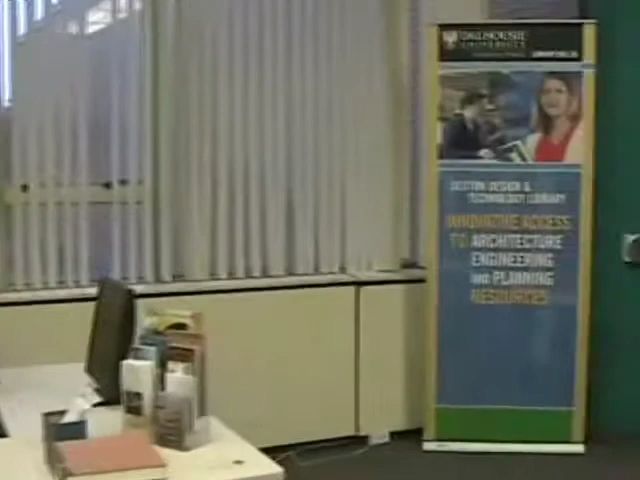 DALHOUSIE
UNIVERSITY
SEXTON DESIGN &
TECHNOLOGY LIBRARY
INNOVATIVE ACCESS
TO ARCHITECTURE
ENGINEERING
AND PLANNING
RESOURCES